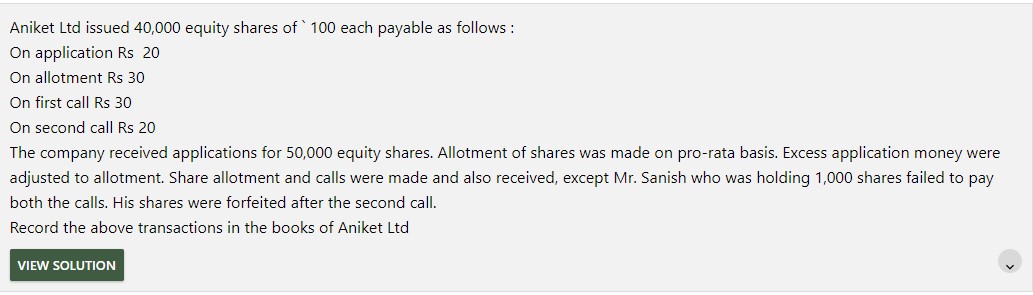 Aniket Ltd issued 40,000 equity shares of ` 100 each payable as follows :
On application Rs  20
On allotment Rs 30
On first call Rs 30
On second call Rs 20
The company received applications for 50,000 equity shares. Allotment of shares was made on pro-rata basis. Excess application money were
adjusted to allotment. Share allotment and calls were made and also received, except Mr. Sanish who was holding 1,000 shares failed to pay
both the calls. His shares were forfeited after the second call.
Record the above transactions in the books of Aniket Ltd
VIEW SOLUTION